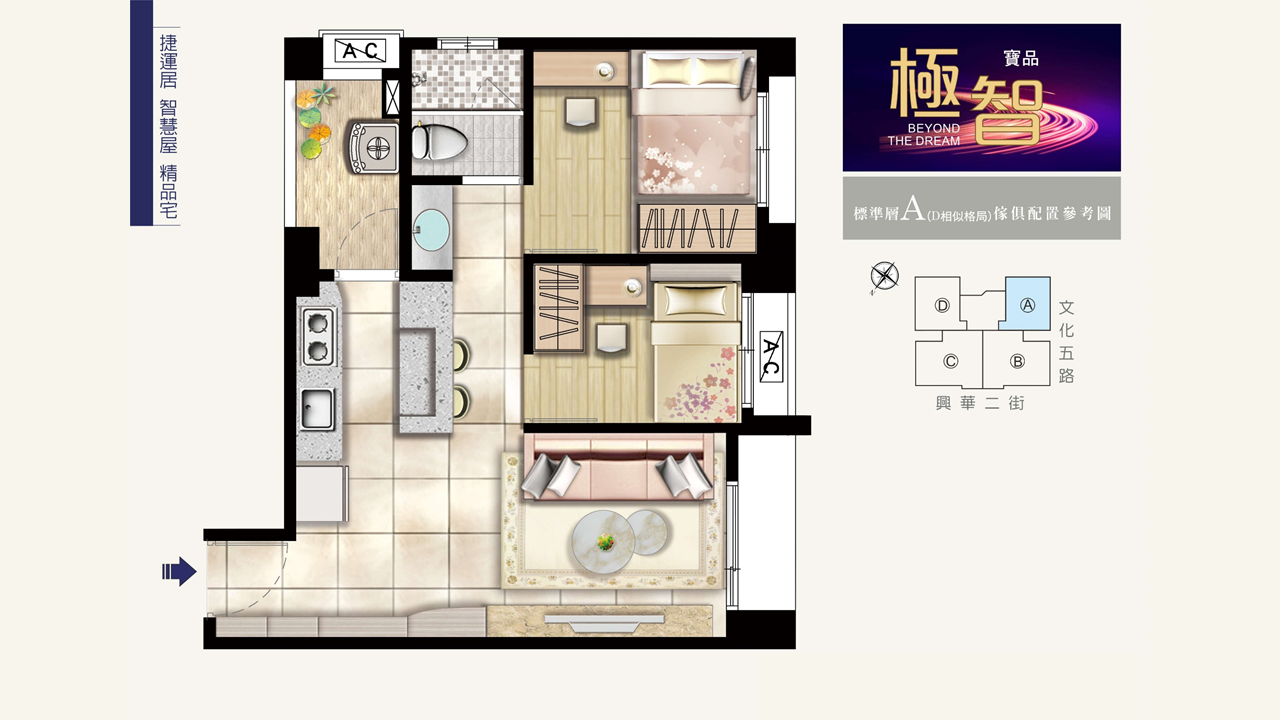 捷運居 智慧屋 精品宅
AC
寶品
極智
BEYOND
THE DREAM
標準層A(D相似格局)傢俱配置參考圖
AC
D
A
C
B
文化五路
興華二街